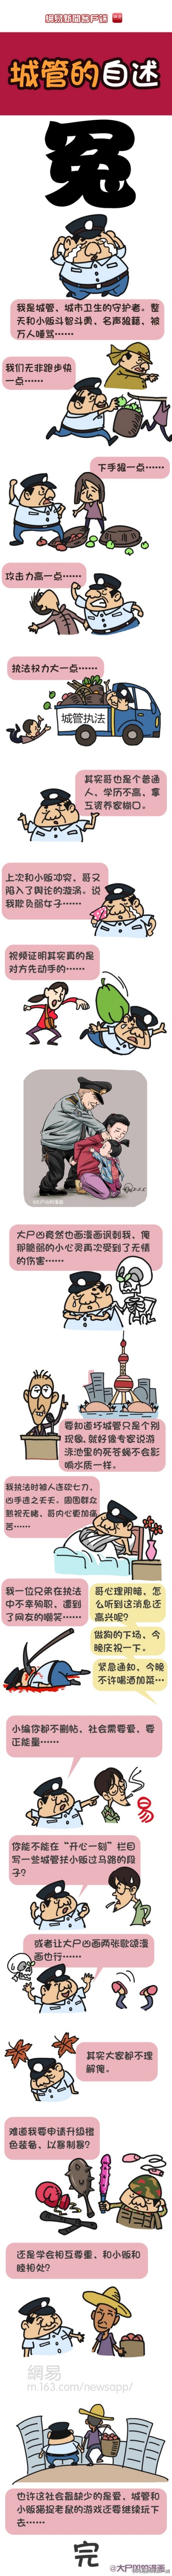 網易新聞客戶端
城管的自述
冤
我是城管、城市卫生的守护者。整
天和小贩斗智斗勇、名声狼藉、被
万人唾骂……
我们无非跑步快
一点……
下手狠一点……
攻击力高一点……
执法权力大一点……
城管执法
其实哥也是个普通
人、学历不高，拿
工资养家糊口。
上次和小贩冲突，哥又
陷入了舆论的漩涡。说
我欺负弱女子……
视频证明其实真的是
对方先动手的……
大尸凶竟然也画漫画讽刺我，俺
那脆弱的小心灵再次受到了无情
的伤害……
要知道坏城管只是个别
现象，就好像专家说游
泳池里的死苍蝇不会影
响水质一样。
我执法时被人连砍七刀、
凶手逃之夭夭。围困群众
熟视无睹、哥内心更加痛
苦……
我一位兄弟在执法
中不幸殉职，遭到
了网友的嘲笑……
哥心理阴暗，怎
么听到这消息还
高兴呢？
做狗的下场，今
晚庆祝一下。
紧急通知，今晚
不许喝酒加菜…
小编你都不删帖，社会需要爱，要
正能量……
易
你能不能在“开心一刻”栏目
写一些城管扶小贩过马路的段
子？
或者让大尸凶画两张歌颂漫
画也行……
其实大家都不理
解俺。
难道我要申请升级橙
色装备，以暴制暴？
还是学会相互尊重、和小贩和
睦相处？
網易
m.163.com/newsapp/
也许这社会最缺少的是爱，城管和
小贩猫捉老鼠的游戏还要继续玩下
去……
完
@大尸凶的漫画